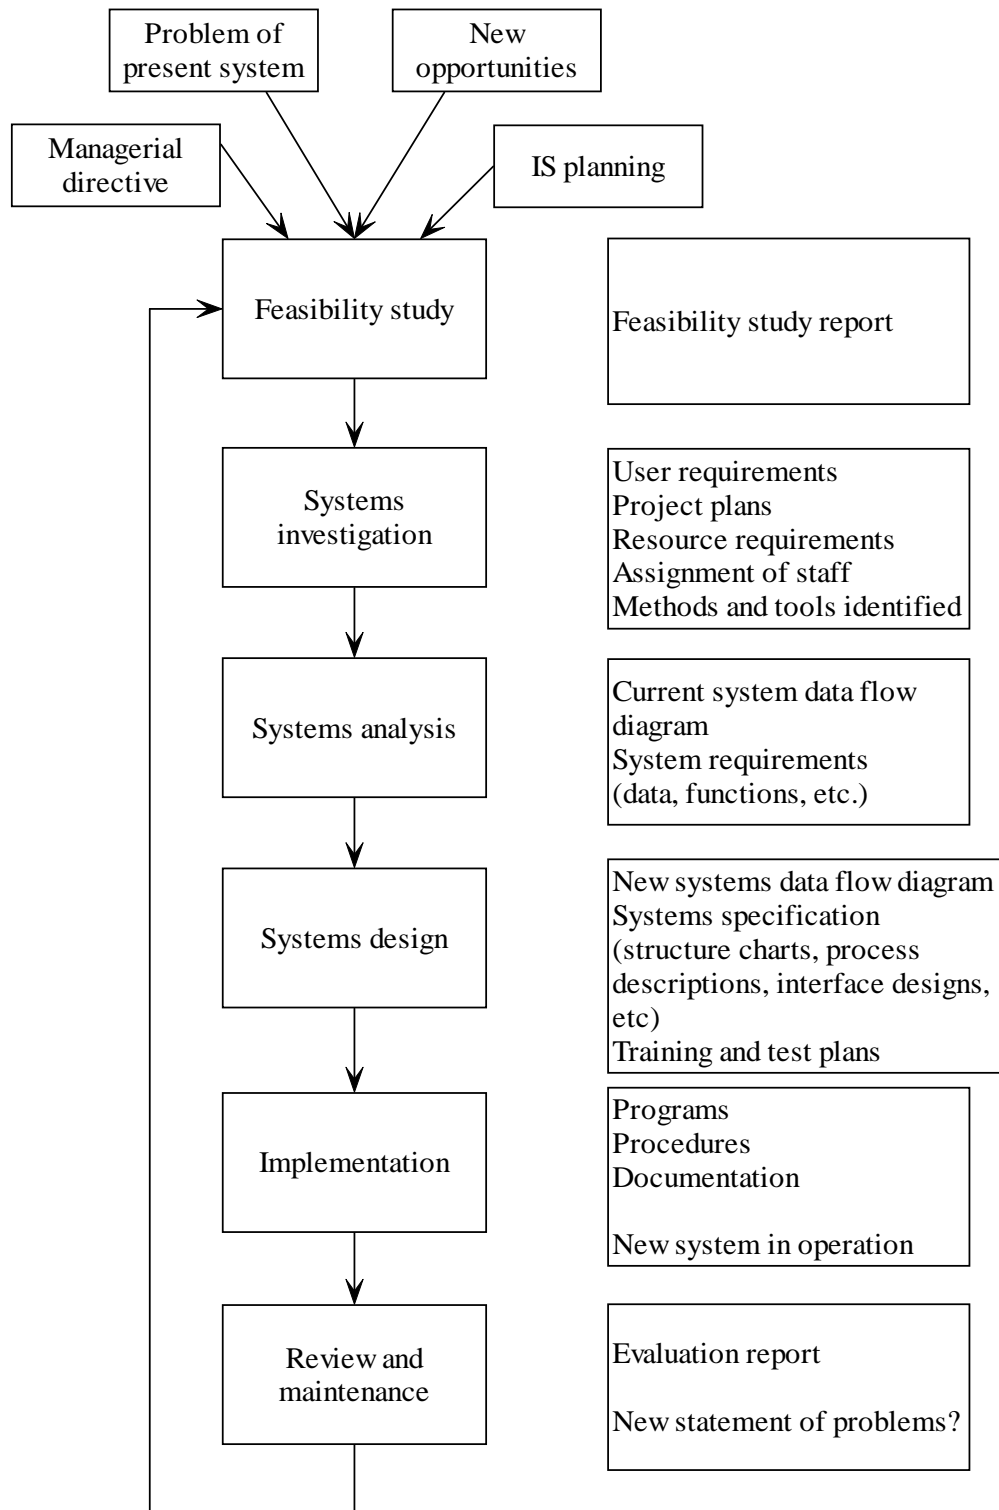 Problem of
present system
New
opportunities
Managerial
directive
IS planning
Feasibility study
Feasibility study report
Systems
investigation
User requirements
Project plans
Resource requirements
Assignment of staff
Methods and tools identified
Systems analysis
Current system data flow
diagram
System requirements
(data, functions, etc.)
Systems design
New systems data flow diagram
Systems specification
(structure charts, process
descriptions, interface designs,
etc)
Training and test plans
Implementation
Programs
Procedures
Documentation
New system in operation
Review and
maintenance
Evaluation report
New statement of problems?